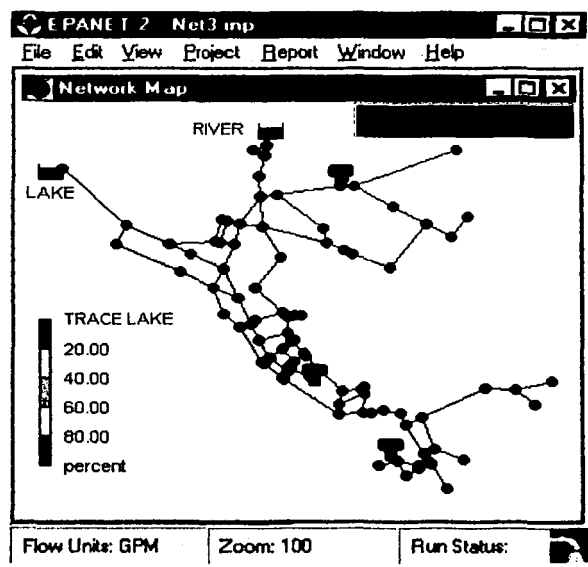 EPANET 2 Net3.inp
File Edit View Project Report Window Help
Network Map
RIVER
LAKE
TRACE LAKE
20.00
40.00
60.00
80.00
percent
Flow Units: GPM
Zoom: 100
Run Status: